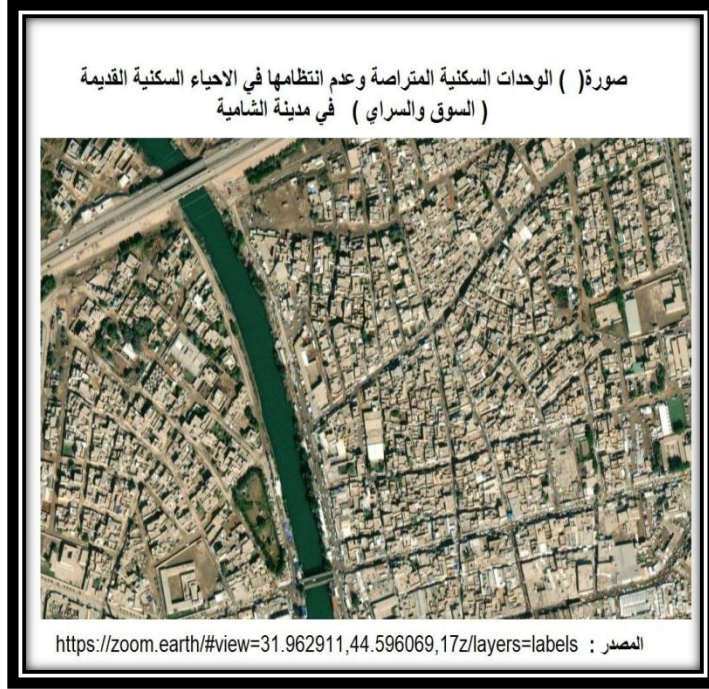 صورة( ) الوحدات السكنية المتراصة وعدم انتظامها في الاحياء السكنية القديمة
( السوق والسراي ) في مدينة الشامية
المصدر : https://zoom.earth/#view=31.962911,44.596069,17z/layers=labels